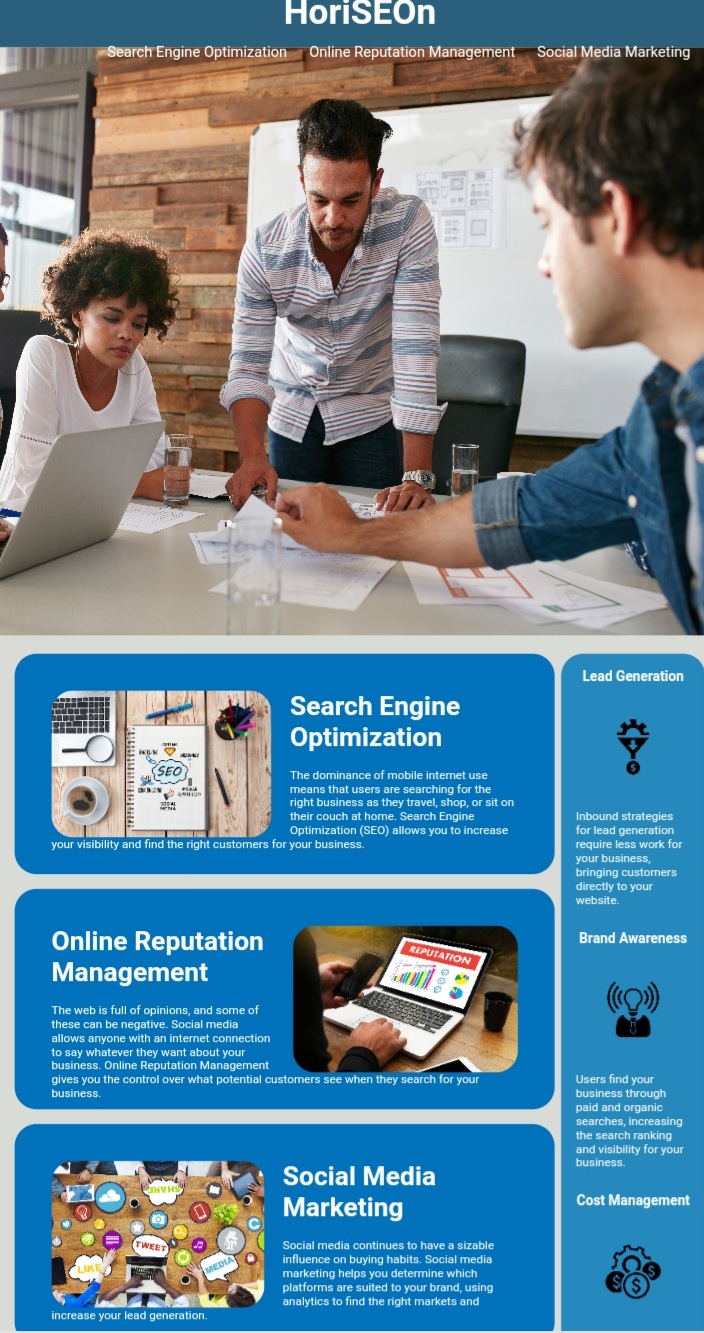 HoriSEOn
Search Engine Optimization Online Reputation Management Social Media Marketing
Search Engine
Optimization
The dominance of mobile internet use
means that users are searching for the
right business as they travel, shop, or sit on
their couch at home. Search Engine
Optimization (SEO) allows you to increase
your visibility and find the right customers for your business.
SEO
CONTENT
SOCIAL
MEDIA
Online Reputation
Management
The web is full of opinions, and some of
these can be negative. Social media
allows anyone with an internet connection
to say whatever they want about your
business. Online Reputation Management
gives you the control over what potential customers see when they search for your
business.
REPUTATION
Social Media
Marketing
Social media continues to have a sizable
influence on buying habits. Social media
marketing helps you determine which
platforms are suited to your brand, using
analytics to find the right markets and
increase your lead generation.
SHARE
TWEET
LIKE
MEDIA
Lead Generation
Inbound strategies
for lead generation
require less work for
your business,
bringing customers
directly to your
website.
Brand Awareness
Users find your
business through
paid and organic
searches, increasing
the search ranking
and visibility for your
business.
Cost Management